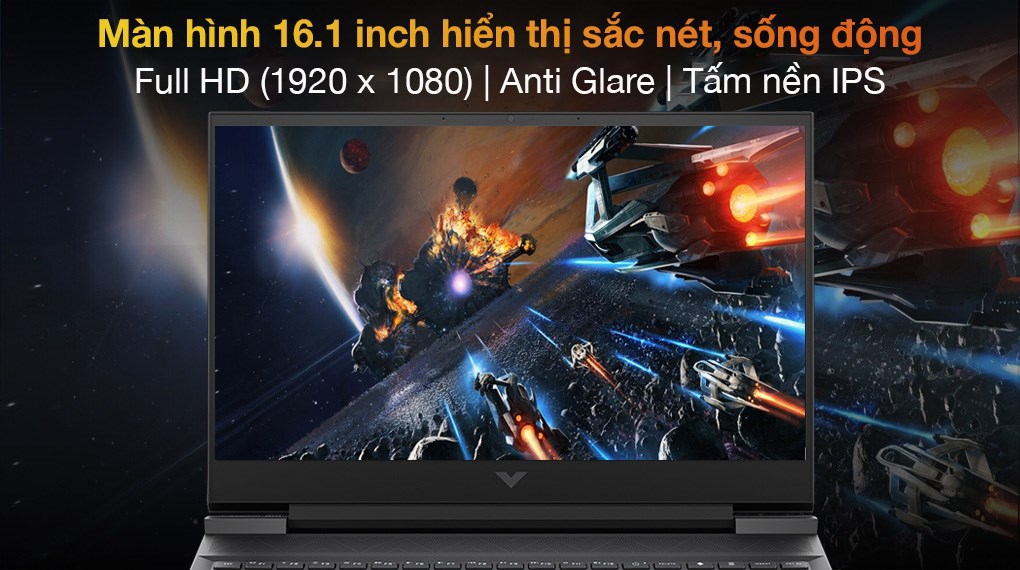 Màn hình 16.1 inch hiển thị sắc nét, sống động
Full HD (1920 x 1080) | Anti Glare | Tấm nền IPS